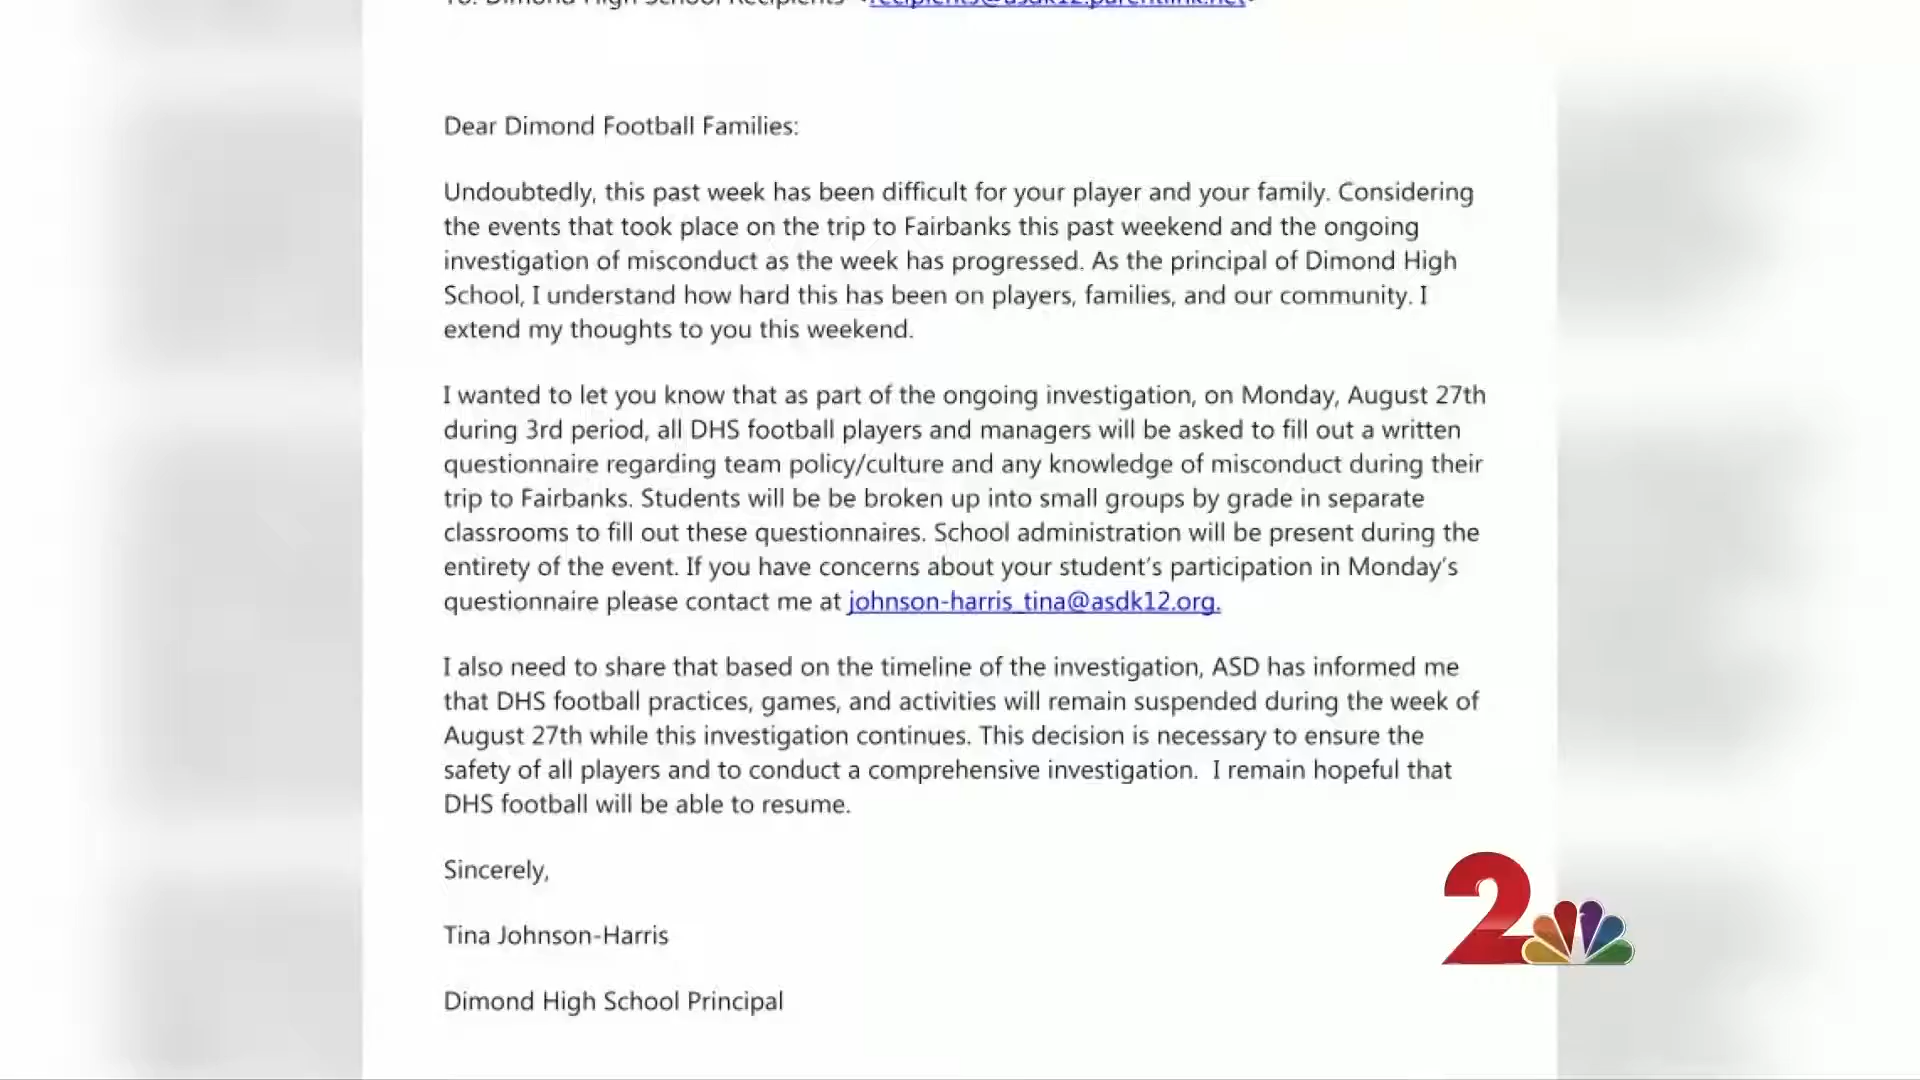 To: Dimond High School Recipients <recipients@asdk12.parentlink.net>
Dear Dimond Football Families:
Undoubtedly, this past week has been difficult for your player and your family. Considering
the events that took place on the trip to Fairbanks this past weekend and the ongoing
investigation of misconduct as the week has progressed. As the principal of Dimond High
School, I understand how hard this has been on players, families, and our community. I
extend my thoughts to you this weekend.
I wanted to let you know that as part of the ongoing investigation, on Monday, August 27th
during 3rd period, all DHS football players and managers will be asked to fill out a written
questionnaire regarding team policy/culture and any knowledge of misconduct during their
trip to Fairbanks. Students will be be broken up into small groups by grade in separate
classrooms to fill out these questionnaires. School administration will be present during the
entirety of the event. If you have concerns about your student’s participation in Monday’s
questionnaire please contact me at johnson-harris_tina@asdk12.org.
I also need to share that based on the timeline of the investigation, ASD has informed me
that DHS football practices, games, and activities will remain suspended during the week of
August 27th while this investigation continues. This decision is necessary to ensure the
safety of all players and to conduct a comprehensive investigation.  I remain hopeful that
DHS football will be able to resume.
Sincerely,
Tina Johnson-Harris
Dimond High School Principal
2